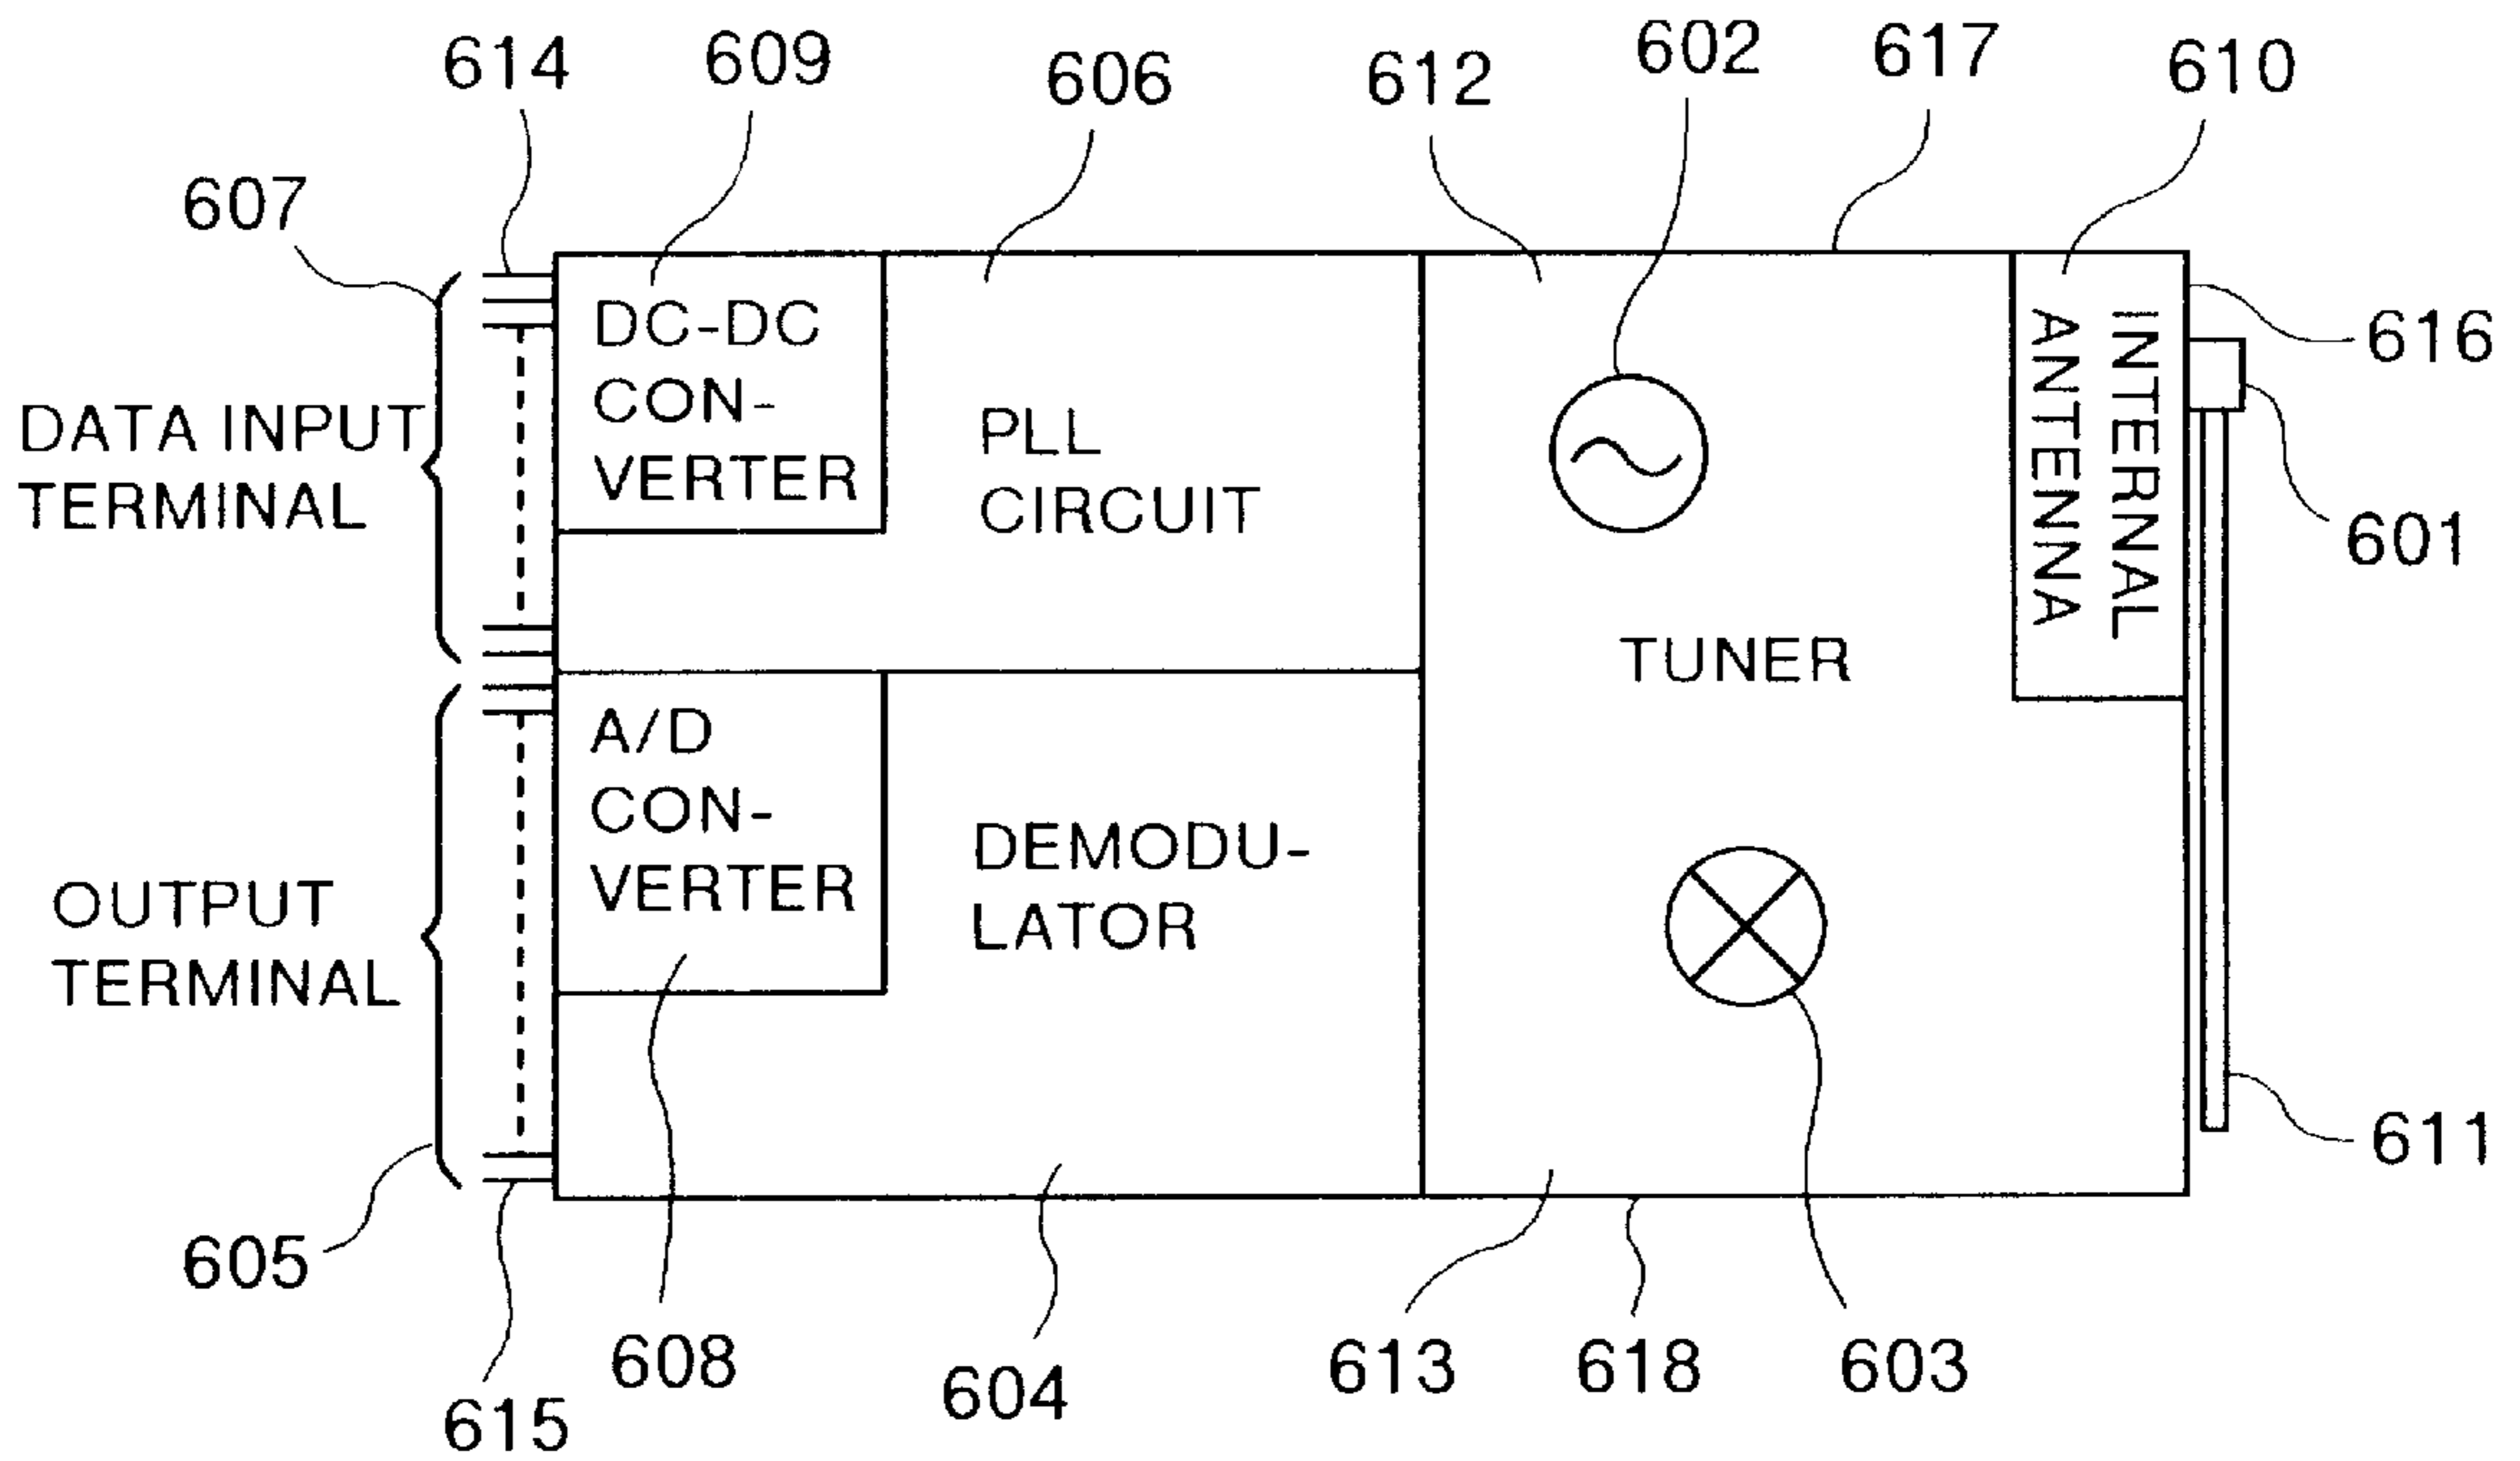 614
609
606
612
602
617
610
607
616
601
DATA INPUT
TERMINAL
DC-DC
CON-
VERTER
PLL
CIRCUIT
TUNER
INTERNAL
ANTENNA
OUTPUT
TERMINAL
A/D
CON-
VERTER
DEMODU-
LATOR
611
605
615
608
604
613
618
603